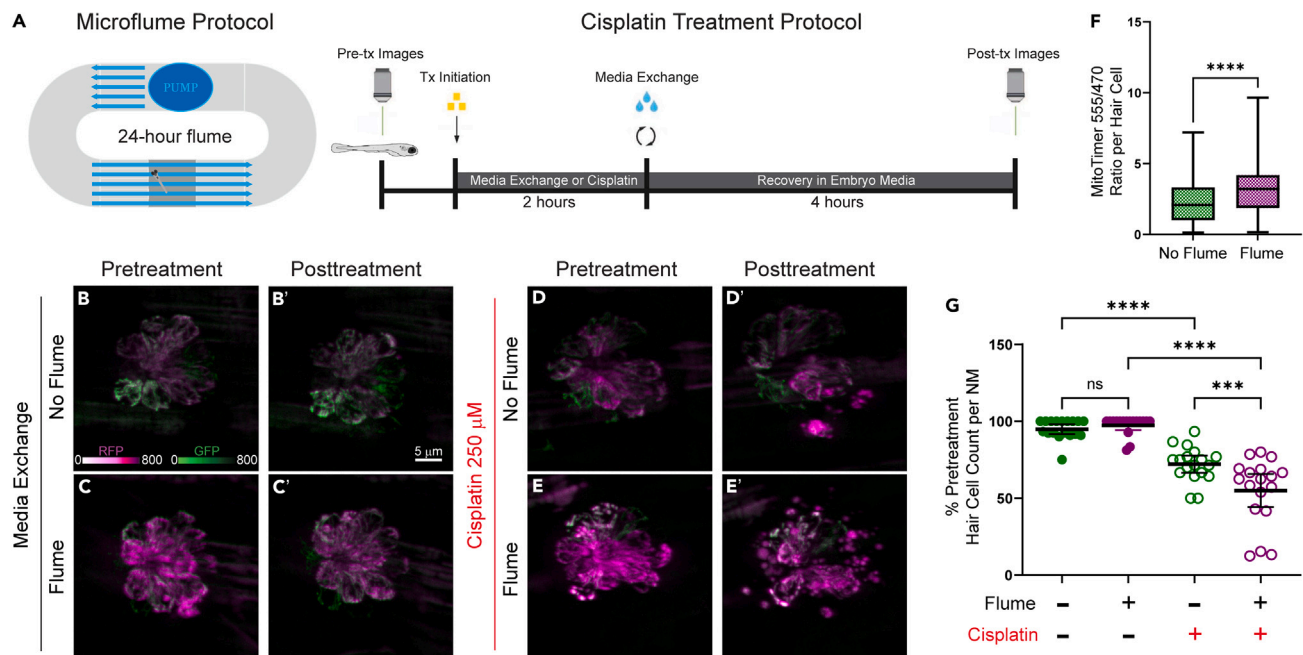 A
Microflume Protocol
PUMP
24-hour flume
Cisplatin Treatment Protocol
Pre-tx Images
Tx Initiation
Media Exchange
Post-tx Images
Media Exchange or Cisplatin
Recovery in Embryo Media
2 hours
4 hours
F
MitoTimer 555/470
Ratio per Hair Cell
15
10
5
0
****
No Flume
Flume
Pretreatment
Posttreatment
Pretreatment
Posttreatment
Media Exchange
No Flume
Flume
B
RFP
GFP
0
800
0
800
B'
5 µm
C
C'
Cisplatin 250 µM
No Flume
Flume
D
D'
E
E'
G
% Pretreatment
Hair Cell Count per NM
150
100
50
0
****
****
ns
***
Flume
− + − +
Cisplatin
− − + +